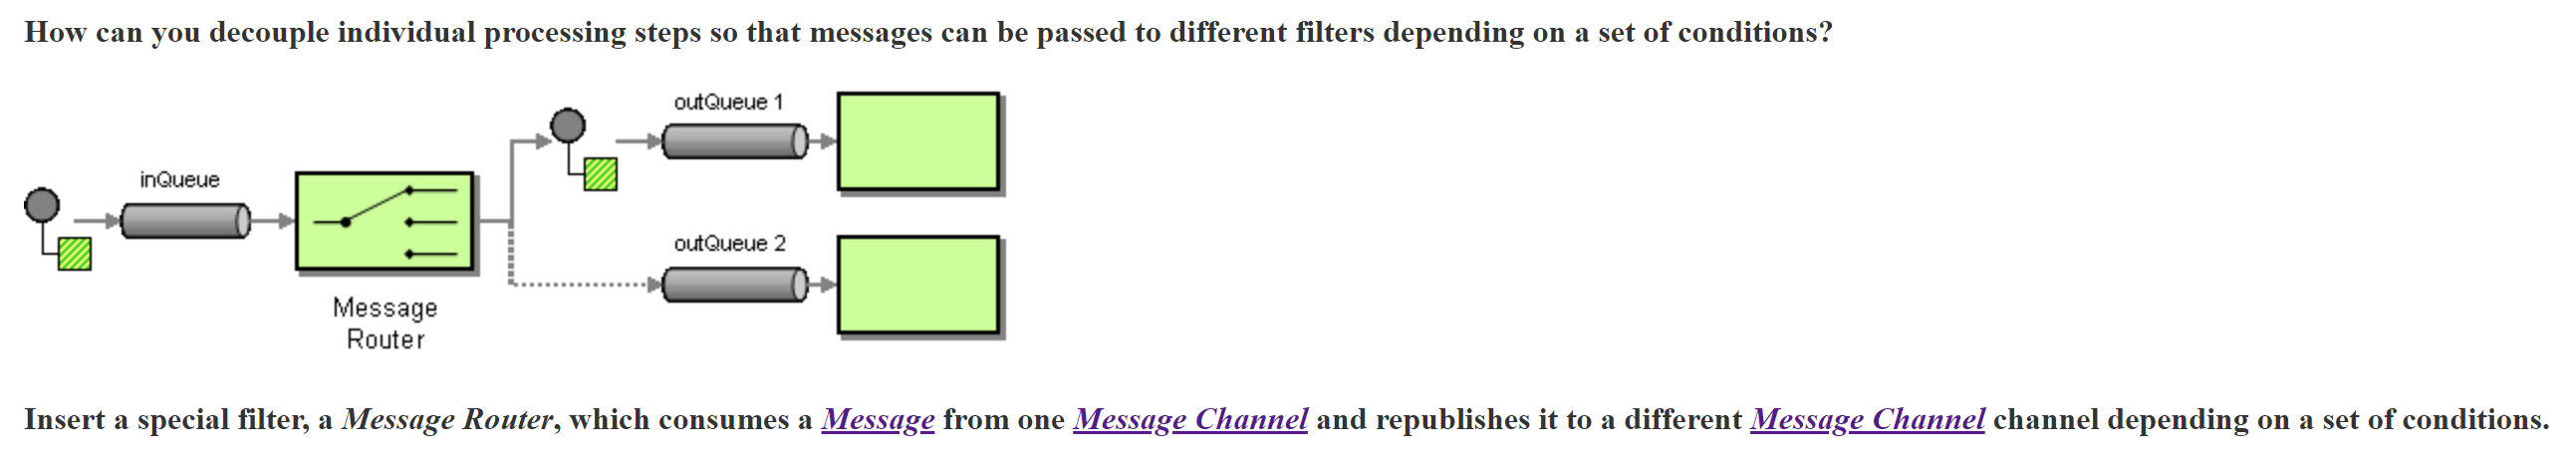 How can you decouple individual processing steps so that messages can be passed to different filters depending on a set of conditions?
outQueue 1
inQueue
outQueue 2
Message
Router
Insert a special filter, a Message Router, which consumes a Message from one Message Channel and republishes it to a different Message Channel channel depending on a set of conditions.